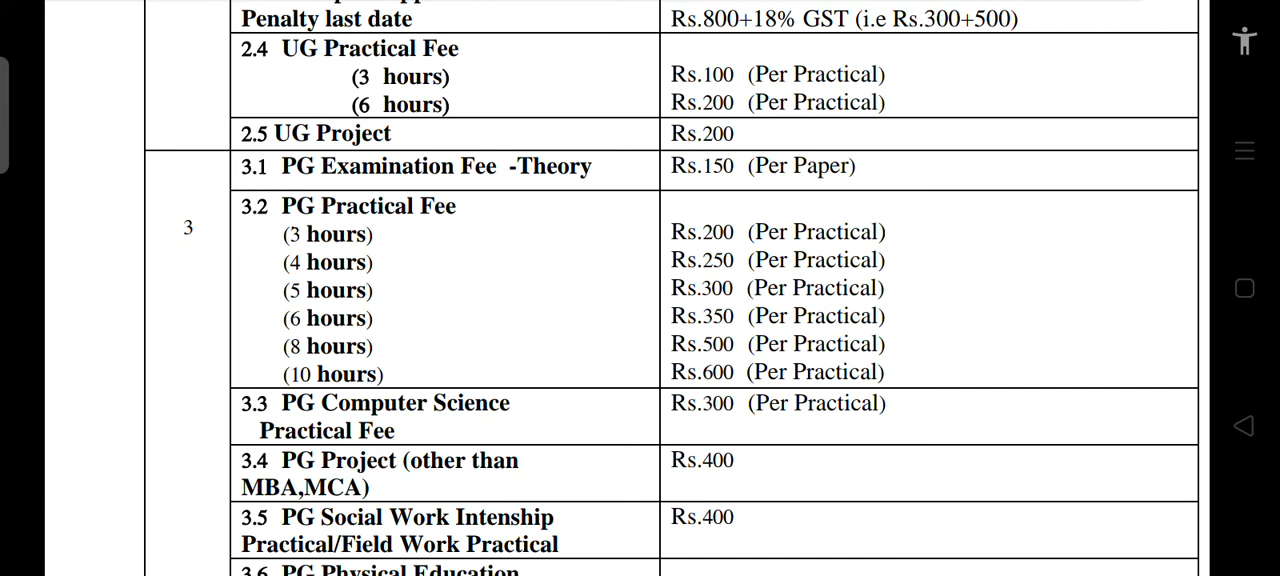 Penalty last date Rs.800+18% GST (i.e Rs.300+500)
2.4 UG Practical Fee
(3 hours) Rs.100 (Per Practical)
(6 hours) Rs.200 (Per Practical)
2.5 UG Project Rs.200
3
3.1 PG Examination Fee -Theory Rs.150 (Per Paper)
3.2 PG Practical Fee
(3 hours) Rs.200 (Per Practical)
(4 hours) Rs.250 (Per Practical)
(5 hours) Rs.300 (Per Practical)
(6 hours) Rs.350 (Per Practical)
(8 hours) Rs.500 (Per Practical)
(10 hours) Rs.600 (Per Practical)
3.3 PG Computer Science Rs.300 (Per Practical)
Practical Fee
3.4 PG Project (other than Rs.400
MBA,MCA)
3.5 PG Social Work Intenship Rs.400
Practical/Field Work Practical
3.6 PG Physical Education